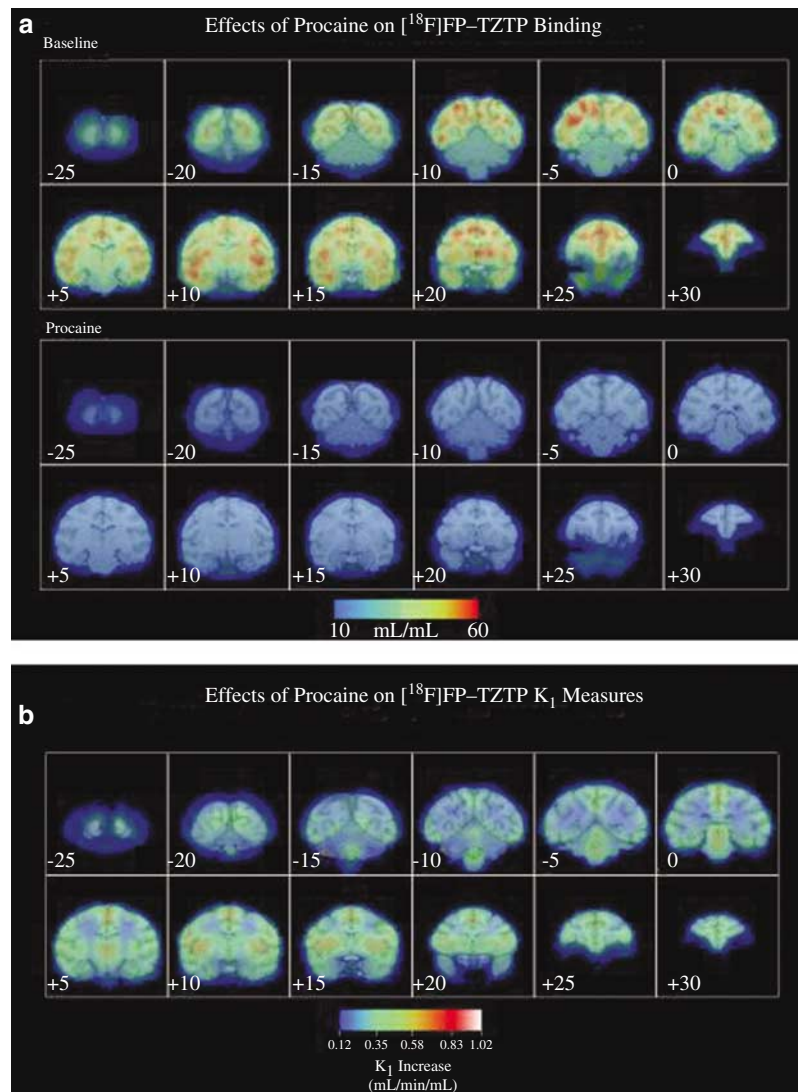 a
Effects of Procaine on [¹⁸F]FP–TZTP Binding
Baseline
-25 -20 -15 -10 -5 0
+5 +10 +15 +20 +25 +30
Procaine
-25 -20 -15 -10 -5 0
+5 +10 +15 +20 +25 +30
10 mL/mL 60
b
Effects of Procaine on [¹⁸F]FP–TZTP K₁ Measures
-25 -20 -15 -10 -5 0
+5 +10 +15 +20 +25 +30
0.12 0.35 0.58 0.83 1.02
K₁ Increase
(mL/min/mL)